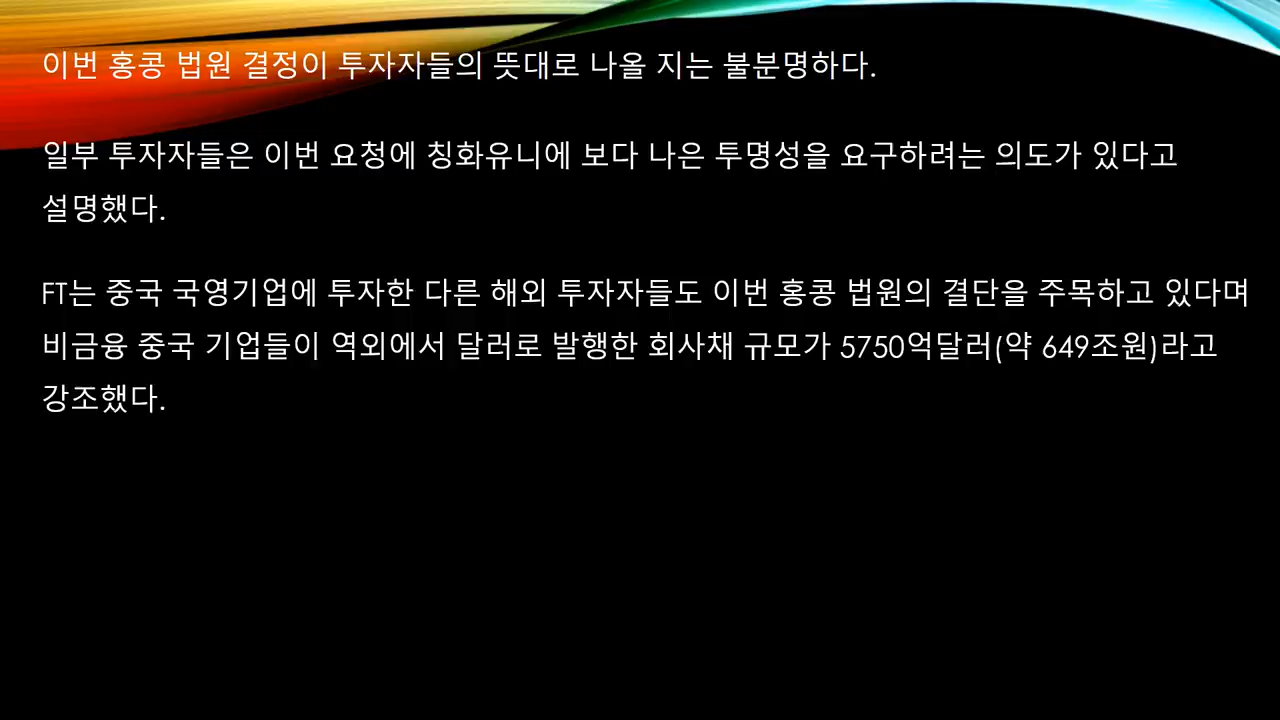 이번 홍콩 법원 결정이 투자자들의 뜻대로 나올 지는 불분명하다.
일부 투자자들은 이번 요청에 칭화유니에 보다 나은 투명성을 요구하려는 의도가 있다고
설명했다.
FT는 중국 국영기업에 투자한 다른 해외 투자자들도 이번 홍콩 법원의 결단을 주목하고 있다며
비금융 중국 기업들이 역외에서 달러로 발행한 회사채 규모가 5750억달러(약 649조원)라고
강조했다.